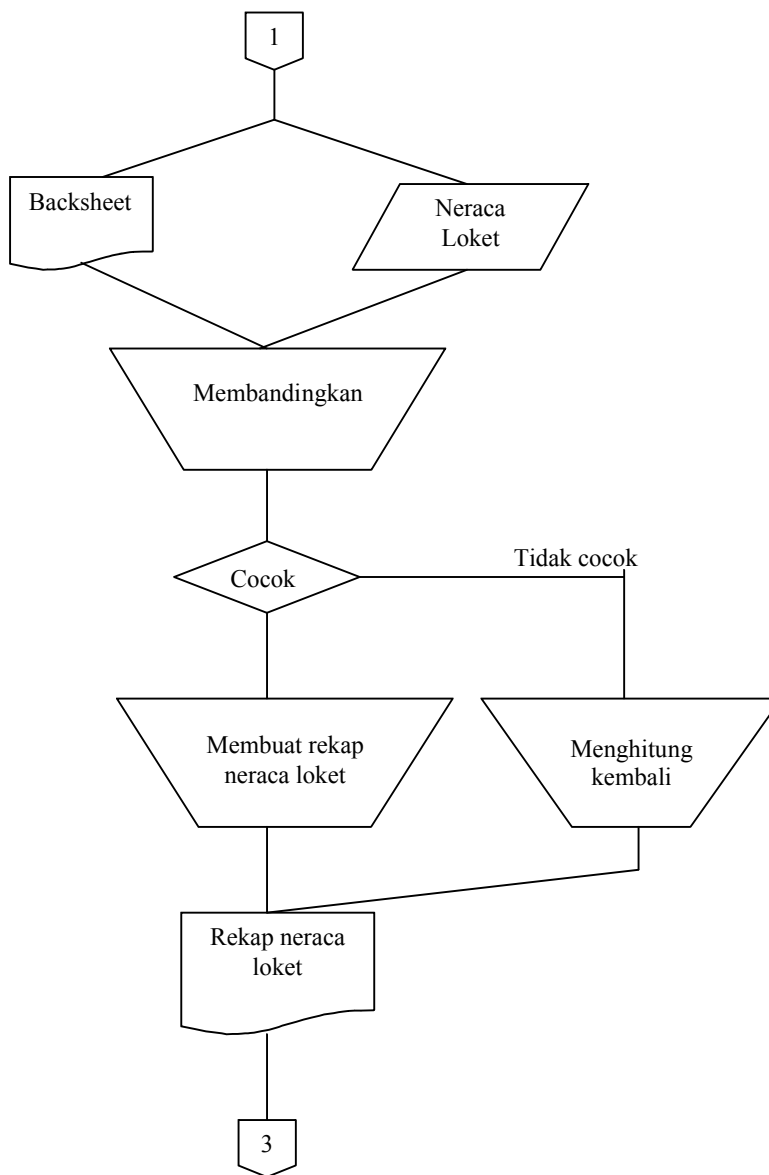 1
Backsheet
Neraca
Loket
Membandingkan
Tidak cocok
Cocok
Membuat rekap
neraca loket
Menghitung
kembali
Rekap neraca
loket
3